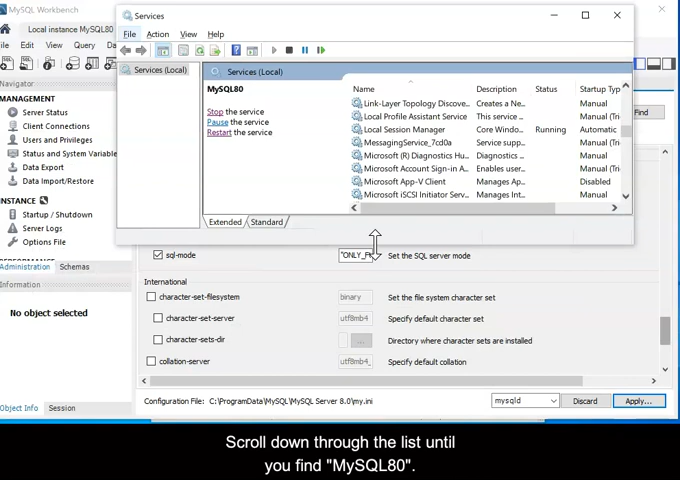 MySQL Workbench
Services
Local instance MySQL80
File Action View Help
File Edit View Query Da
Services (Local)
Services (Local)
Navigator
MySQL80
Name Description Status Startup Type
MANAGEMENT
Server Status
Client Connections
Users and Privileges
Status and System Variable
Data Export
Data Import/Restore
INSTANCE
Startup / Shutdown
Server Logs
Options File
Stop the service
Pause the service
Restart the service
Link-Layer Topology Discove... Creates a Ne... Manual
Local Profile Assistant Service This service ... Manual
Local Session Manager Core Windo... Running Automatic
MessagingService_7cd0a Service supp... Manual
Microsoft (R) Diagnostics Hu... Diagnostics ... Manual
Microsoft Account Sign-in A... Enables user... Manual
Microsoft App-V Client Manages Ap... Disabled
Microsoft iSCSI Initiator Serv... Manages Int... Manual
Find
Extended Standard
sql-mode Set the SQL server mode
Administration Schemas
Information
No object selected
International
character-set-filesystem binary Set the file system character set
character-set-server utf8mb4 Specify default character set
character-sets-dir ... Directory where character sets are installed
collation-server utf8mb4_ Specify default collation
Configuration File: C:\ProgramData\MySQL\MySQL Server 8.0\my.ini mysqld Discard Apply...
Object Info Session
Scroll down through the list until
you find "MySQL80".